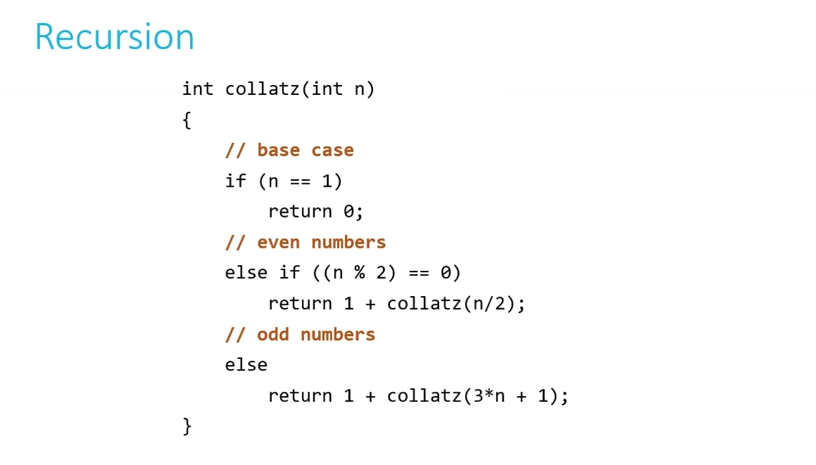 Recursion
int collatz(int n)
{
// base case
if (n == 1)
return 0;
// even numbers
else if ((n % 2) == 0)
return 1 + collatz(n/2);
// odd numbers
else
return 1 + collatz(3*n + 1);
}